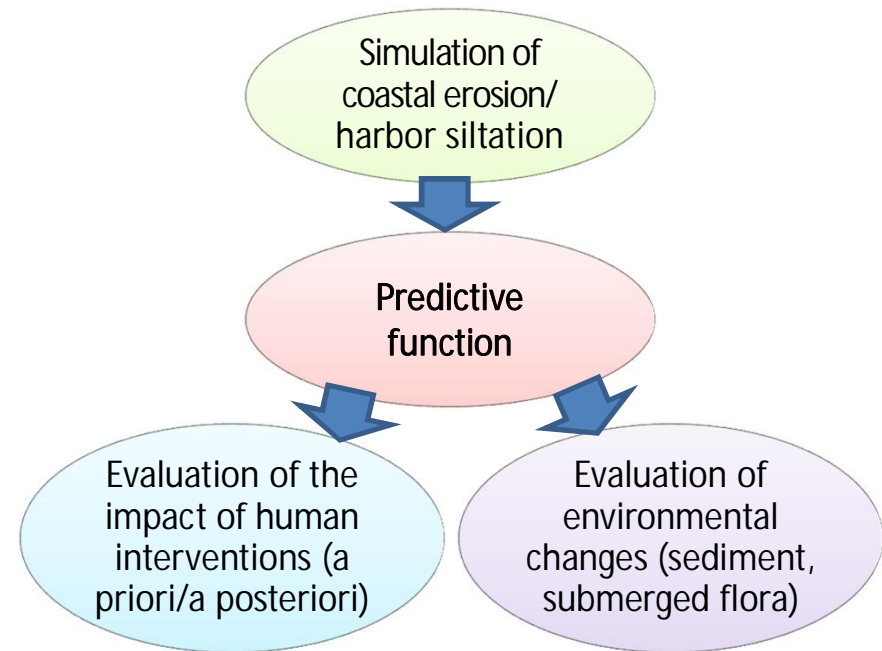 Simulation of
coastal erosion/
harbor siltation
Predictive
function
Evaluation of the
impact of human
interventions (a
priori/a posteriori)
Evaluation of
environmental
changes (sediment,
submerged flora)